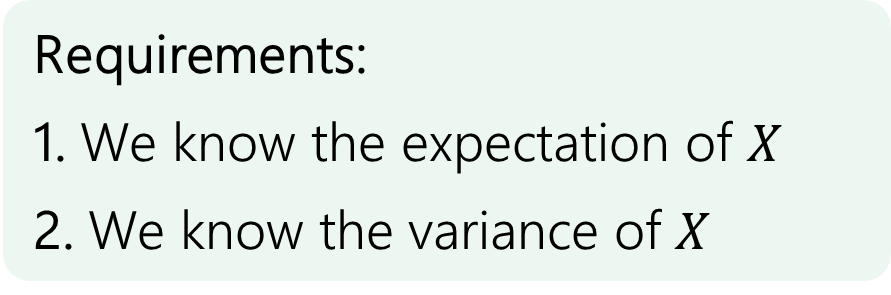 Requirements:
1. We know the expectation of X
2. We know the variance of X